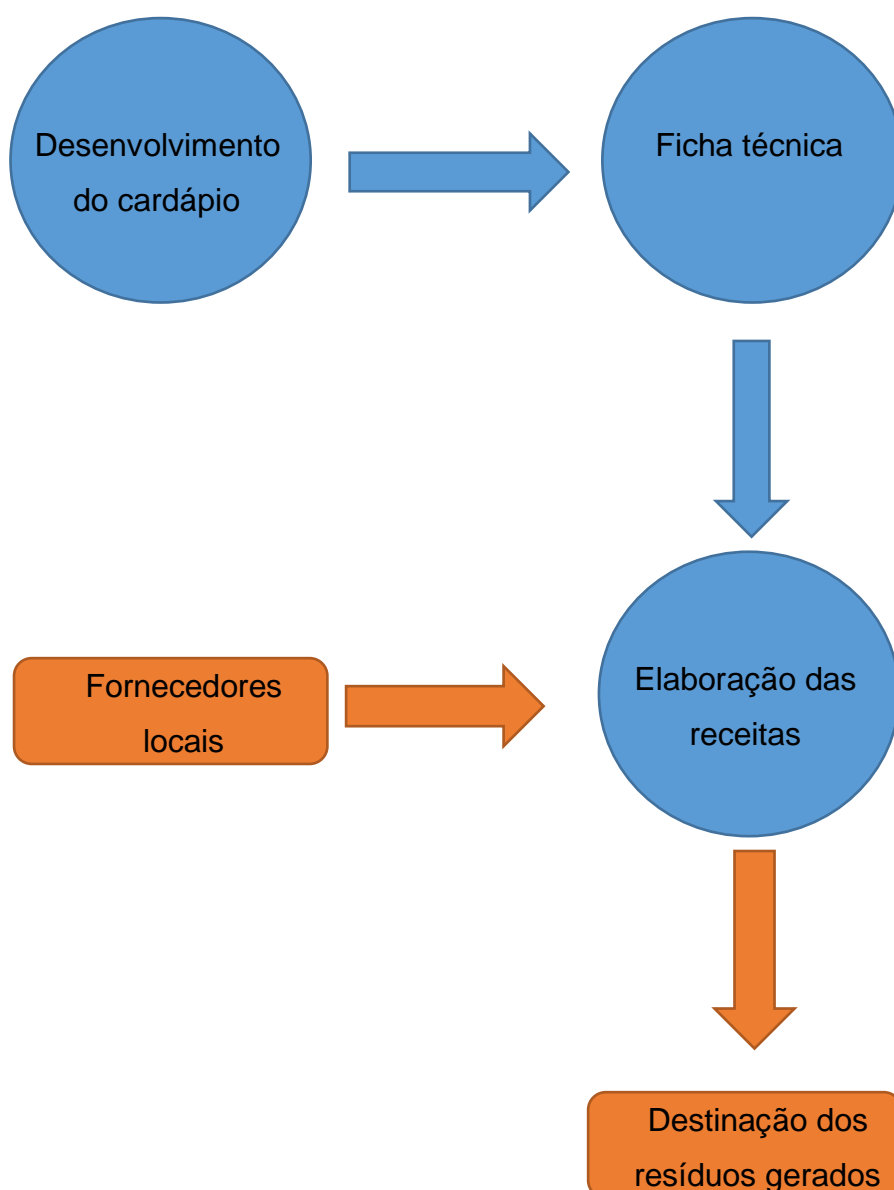 Desenvolvimento
do cardápio
Ficha técnica
Fornecedores
locais
Elaboração das
receitas
Destinação dos
resíduos gerados